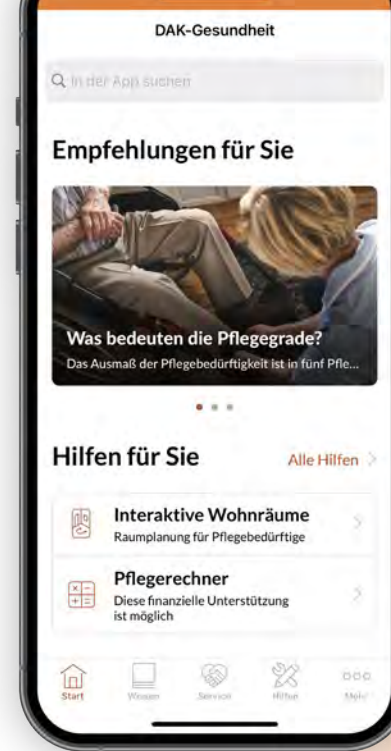 DAK-Gesundheit
In der App suchen
Empfehlungen für Sie
Was bedeuten die Pflegegrade?
Das Ausmaß der Pflegebedürftigkeit ist in fünf Pfle...
Hilfen für Sie
Alle Hilfen
Interaktive Wohnräume
Raumplanung für Pflegebedürftige
Pflegerechner
Diese finanzielle Unterstützung
ist möglich
Start
Wissen
Service
Hilfen
Mehr